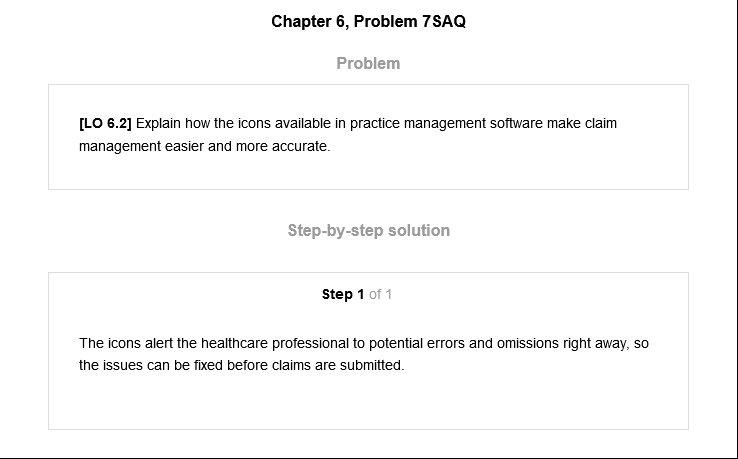 Chapter 6, Problem 7SAQ
Problem
[LO 6.2] Explain how the icons available in practice management software make claim
management easier and more accurate.
Step-by-step solution
Step 1 of 1
The icons alert the healthcare professional to potential errors and omissions right away, so
the issues can be fixed before claims are submitted.